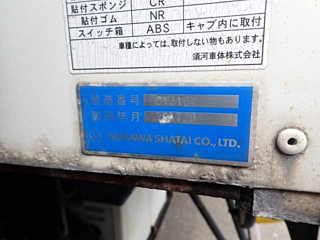 貼付スポンジ CR
貼付ゴム NR
スイッチ箱 ABS キャブ内に取付
車種によっては、取付しない物もあります。
須河車体株式会社
製造番号
製造年月
SUGAWA SHATAI CO., LTD.